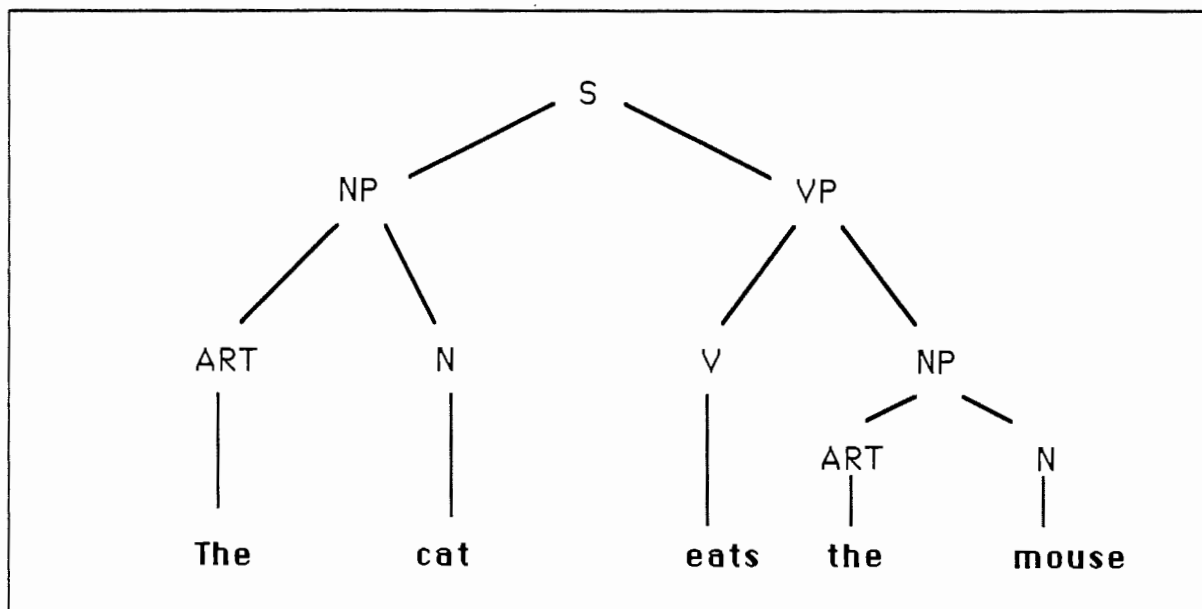 S
NP VP
ART N V NP
ART N
The cat eats the mouse